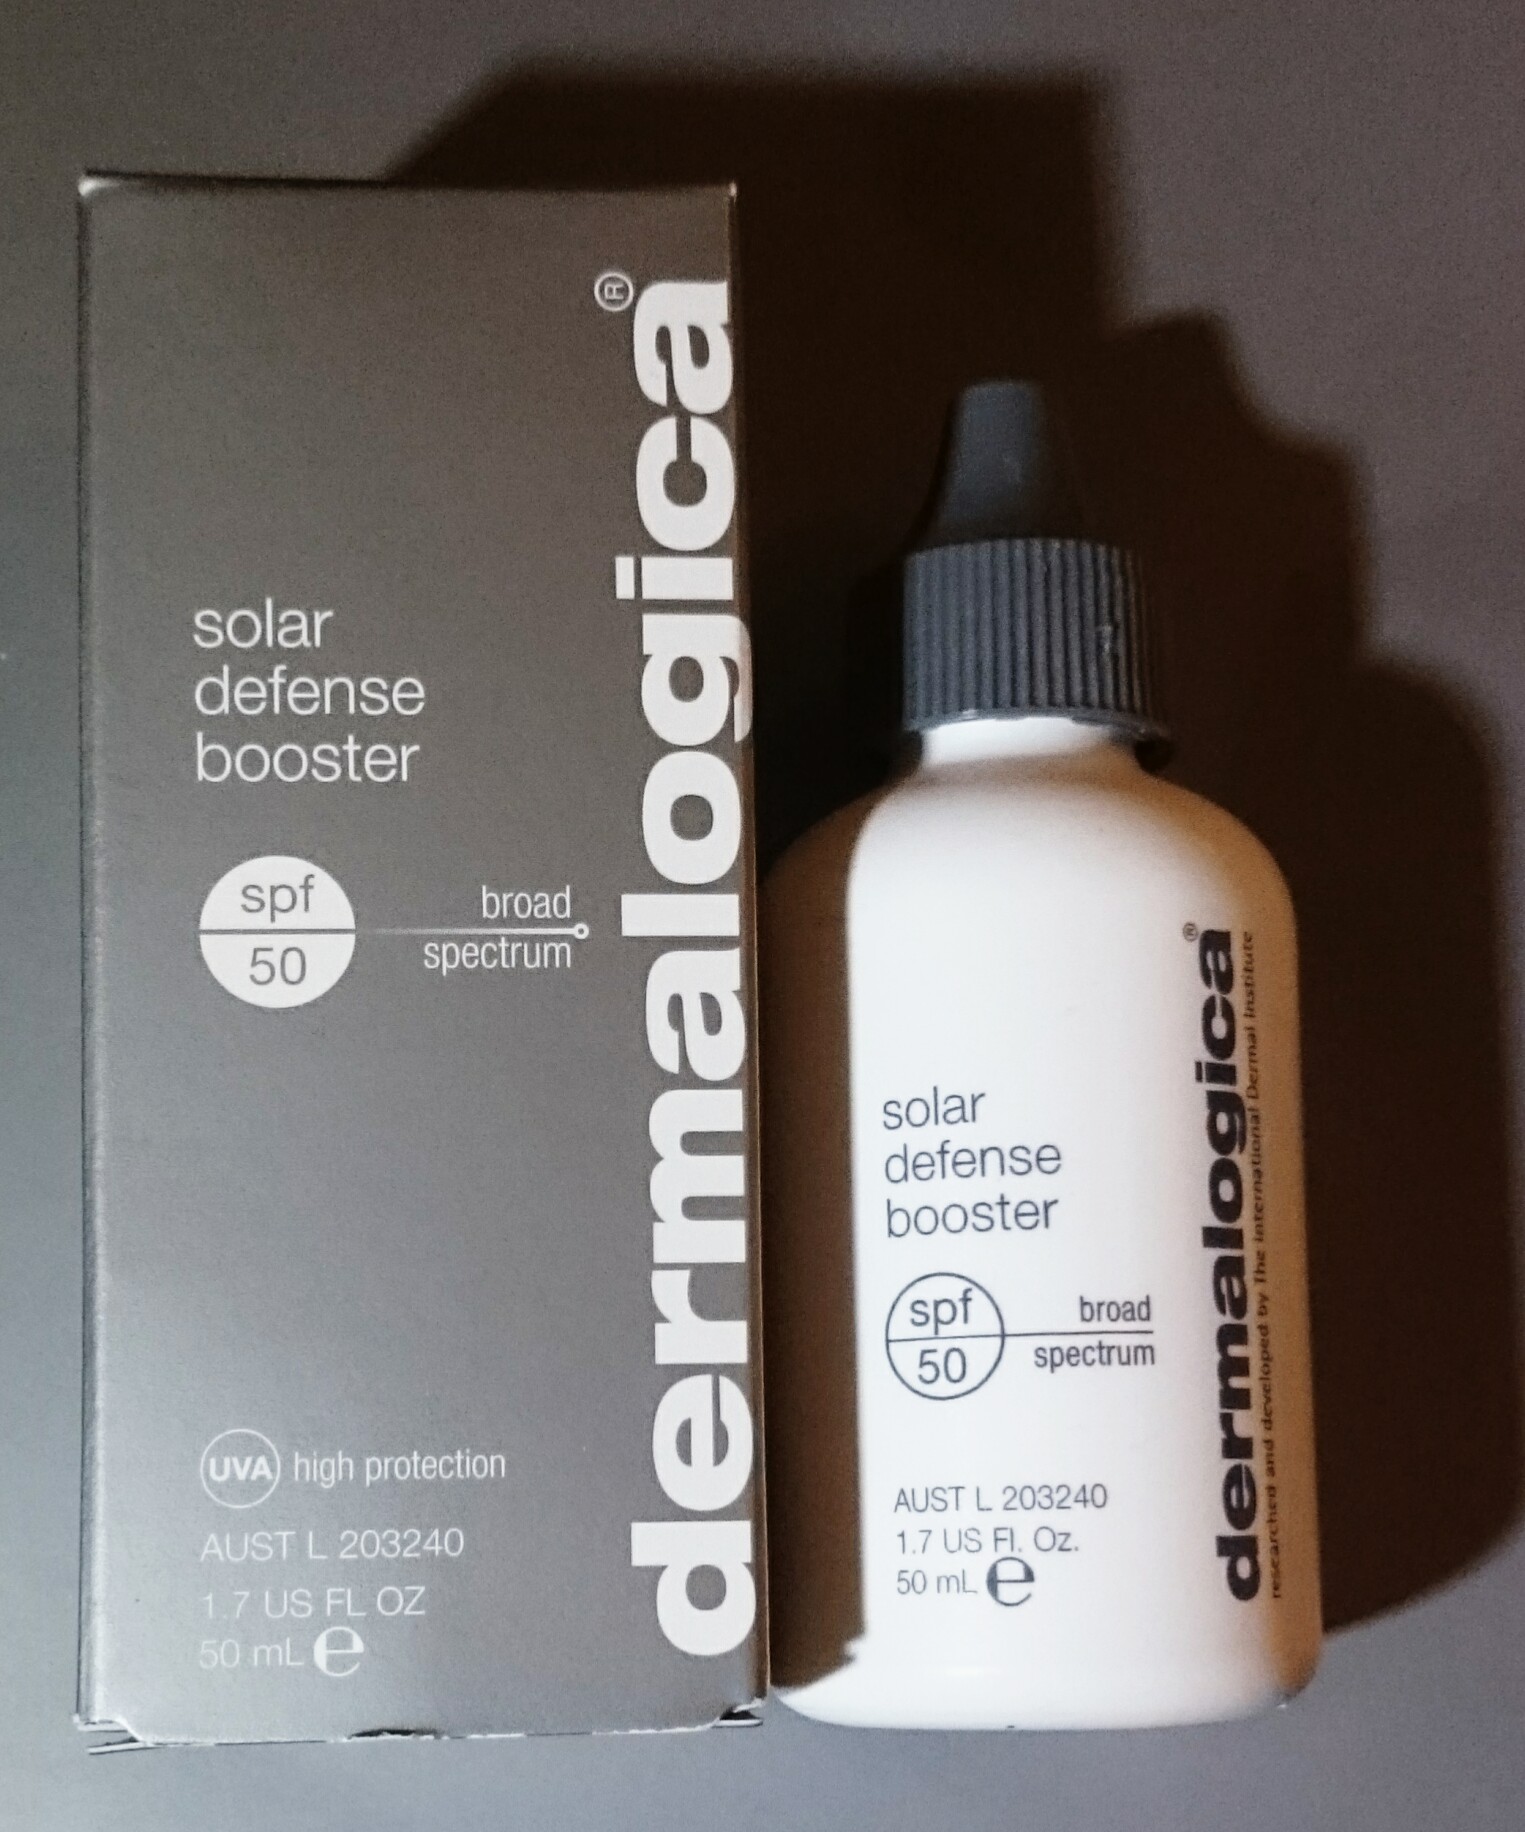 solar
defense
booster
spf
50
broad
spectrum
UVA high protection
AUST L 203240
1.7 US FL OZ
50 mL ℮
dermalogica®
solar
defense
booster
spf
50
broad
spectrum
AUST L 203240
1.7 US Fl. Oz.
50 mL ℮
dermalogica®
researched and developed by The International Dermal Institute